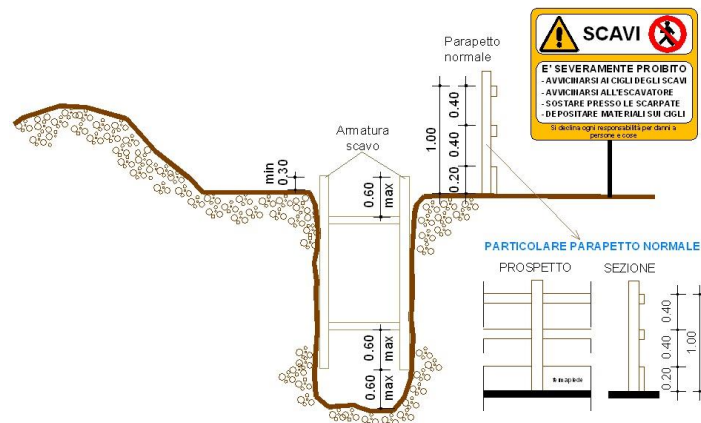 SCAVI
E' SEVERAMENTE PROIBITO
- AVVICINARSI AI CIGLI DEGLI SCAVI
- AVVICINARSI ALL'ESCAVATORE
- SOSTARE PRESSO LE SCARPATE
- DEPOSITARE MATERIALI SUI CIGLI
Si declina ogni responsabilità per danni a
persone e cose
Parapetto
normale
Armatura
scavo
min
0.30
0.60
max
1.00
0.40
0.40
0.20
0.60
max
0.60
max
PARTICOLARE PARAPETTO NORMALE
PROSPETTO
SEZIONE
0.40
0.40
0.20
1.00